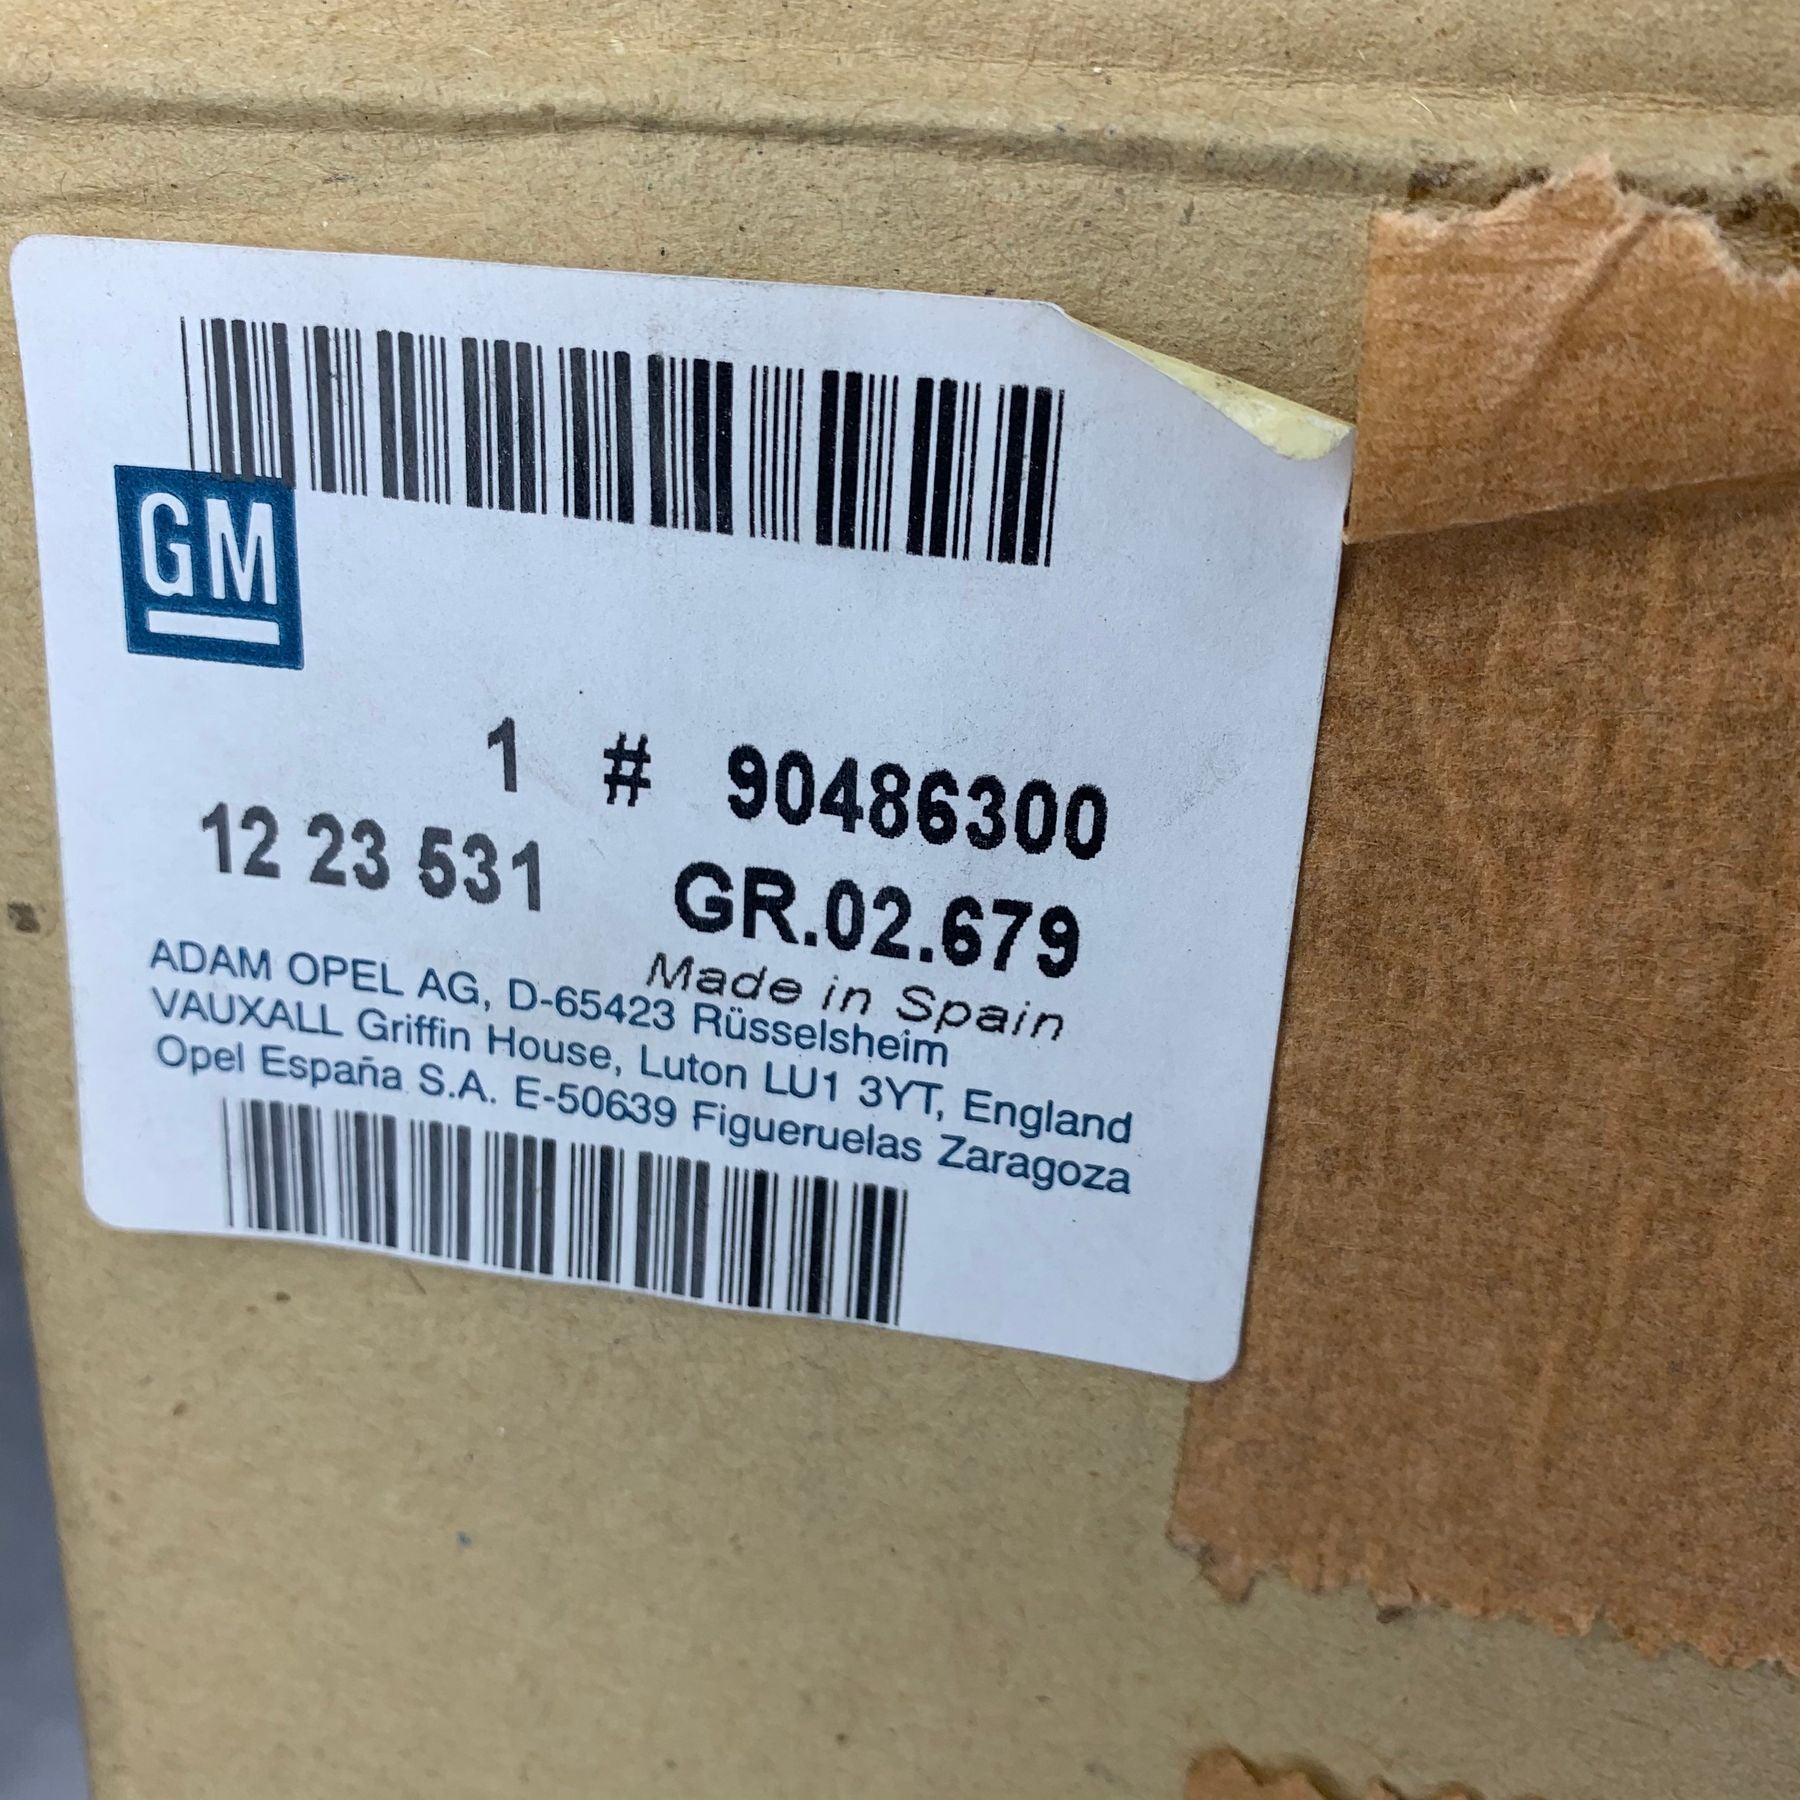 GM
1 # 90486300
12 23 531 GR.02.679
Made in Spain
ADAM OPEL AG, D-65423 Rüsselsheim
VAUXALL Griffin House, Luton LU1 3YT, England
Opel España S.A. E-50639 Figueruelas Zaragoza